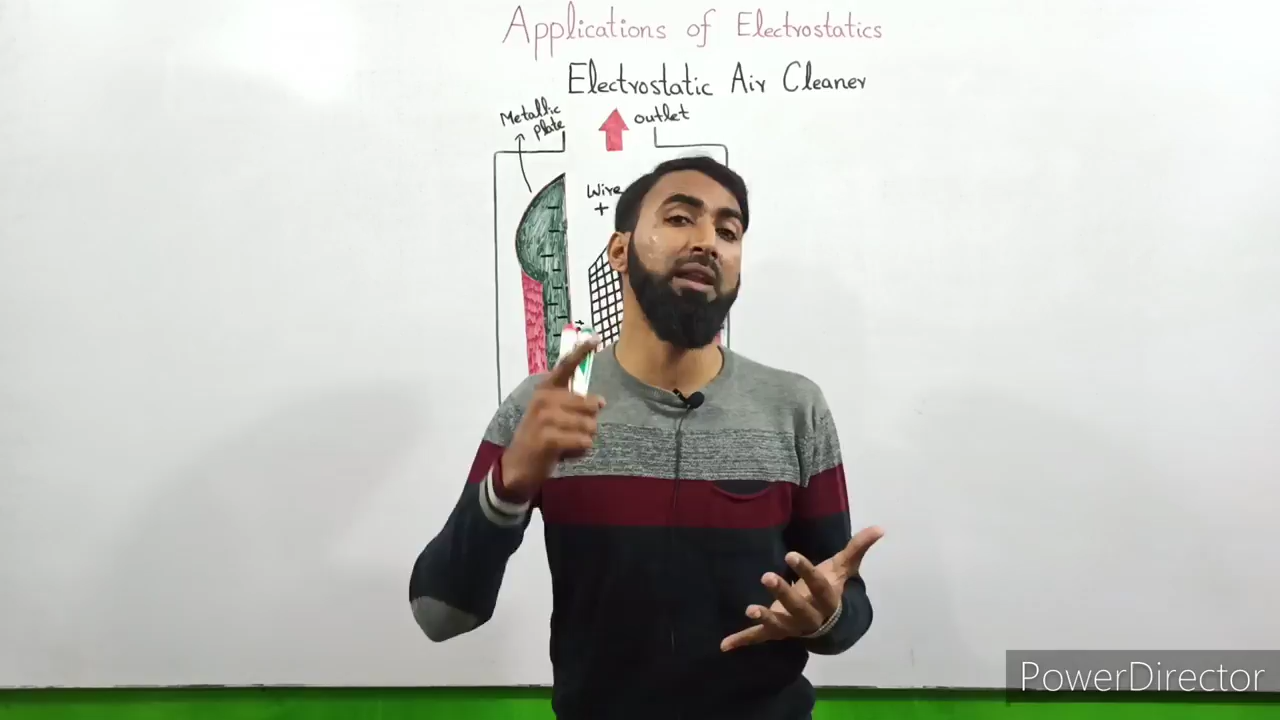 Applications of Electrostatics
Electrostatic Air Cleaner
Metallic
plate
outlet
Wire
+
PowerDirector